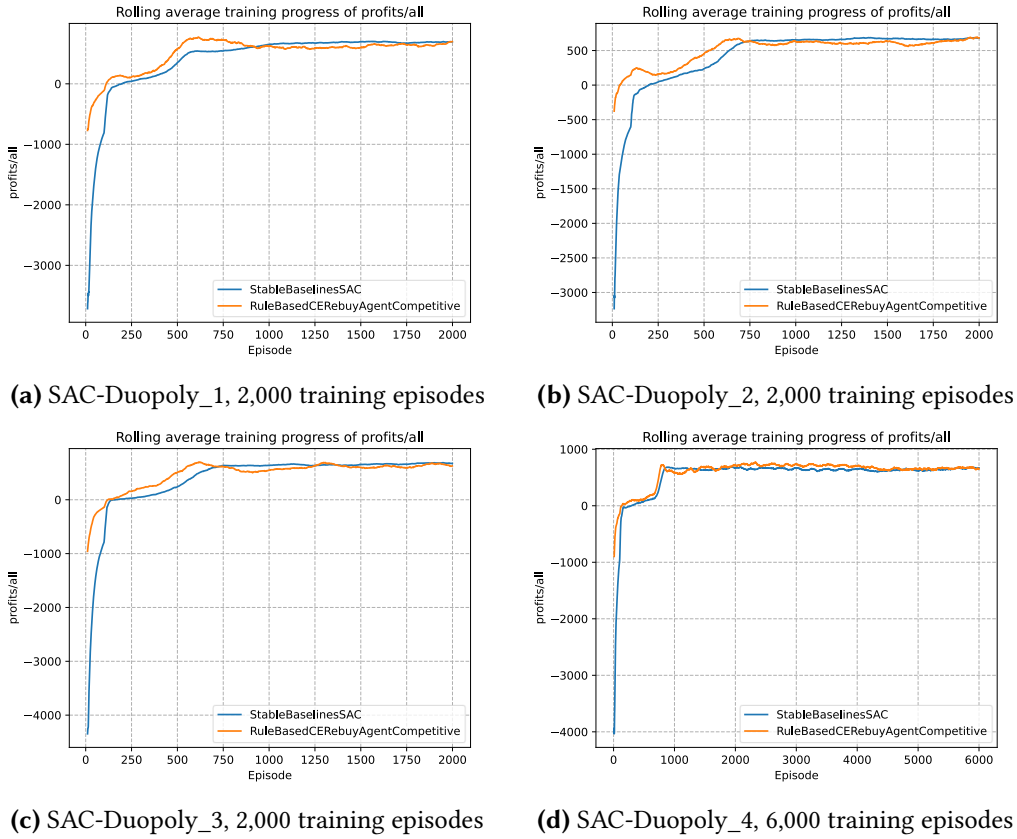 Rolling average training progress of profits/all
profits/all
0
−1000
−2000
−3000
StableBaselinesSAC
RuleBasedCERebuyAgentCompetitive
0 250 500 750 1000 1250 1500 1750 2000
Episode
(a) SAC-Duopoly_1, 2,000 training episodes
Rolling average training progress of profits/all
profits/all
500
0
−500
−1000
−1500
−2000
−2500
−3000
StableBaselinesSAC
RuleBasedCERebuyAgentCompetitive
0 250 500 750 1000 1250 1500 1750 2000
Episode
(b) SAC-Duopoly_2, 2,000 training episodes
Rolling average training progress of profits/all
profits/all
0
−1000
−2000
−3000
−4000
StableBaselinesSAC
RuleBasedCERebuyAgentCompetitive
0 250 500 750 1000 1250 1500 1750 2000
Episode
(c) SAC-Duopoly_3, 2,000 training episodes
Rolling average training progress of profits/all
profits/all
1000
0
−1000
−2000
−3000
−4000
StableBaselinesSAC
RuleBasedCERebuyAgentCompetitive
0 1000 2000 3000 4000 5000 6000
Episode
(d) SAC-Duopoly_4, 6,000 training episodes